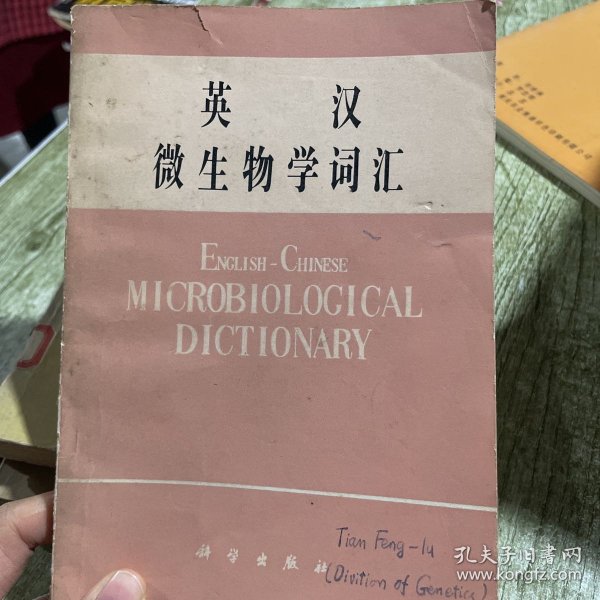 英 汉
微生物学词汇
ENGLISH-CHINESE
MICROBIOLOGICAL
DICTIONARY
科学出版社
Tian Feng-lu
(Divition of Genetics)
孔夫子旧书网
www.kongfz.com